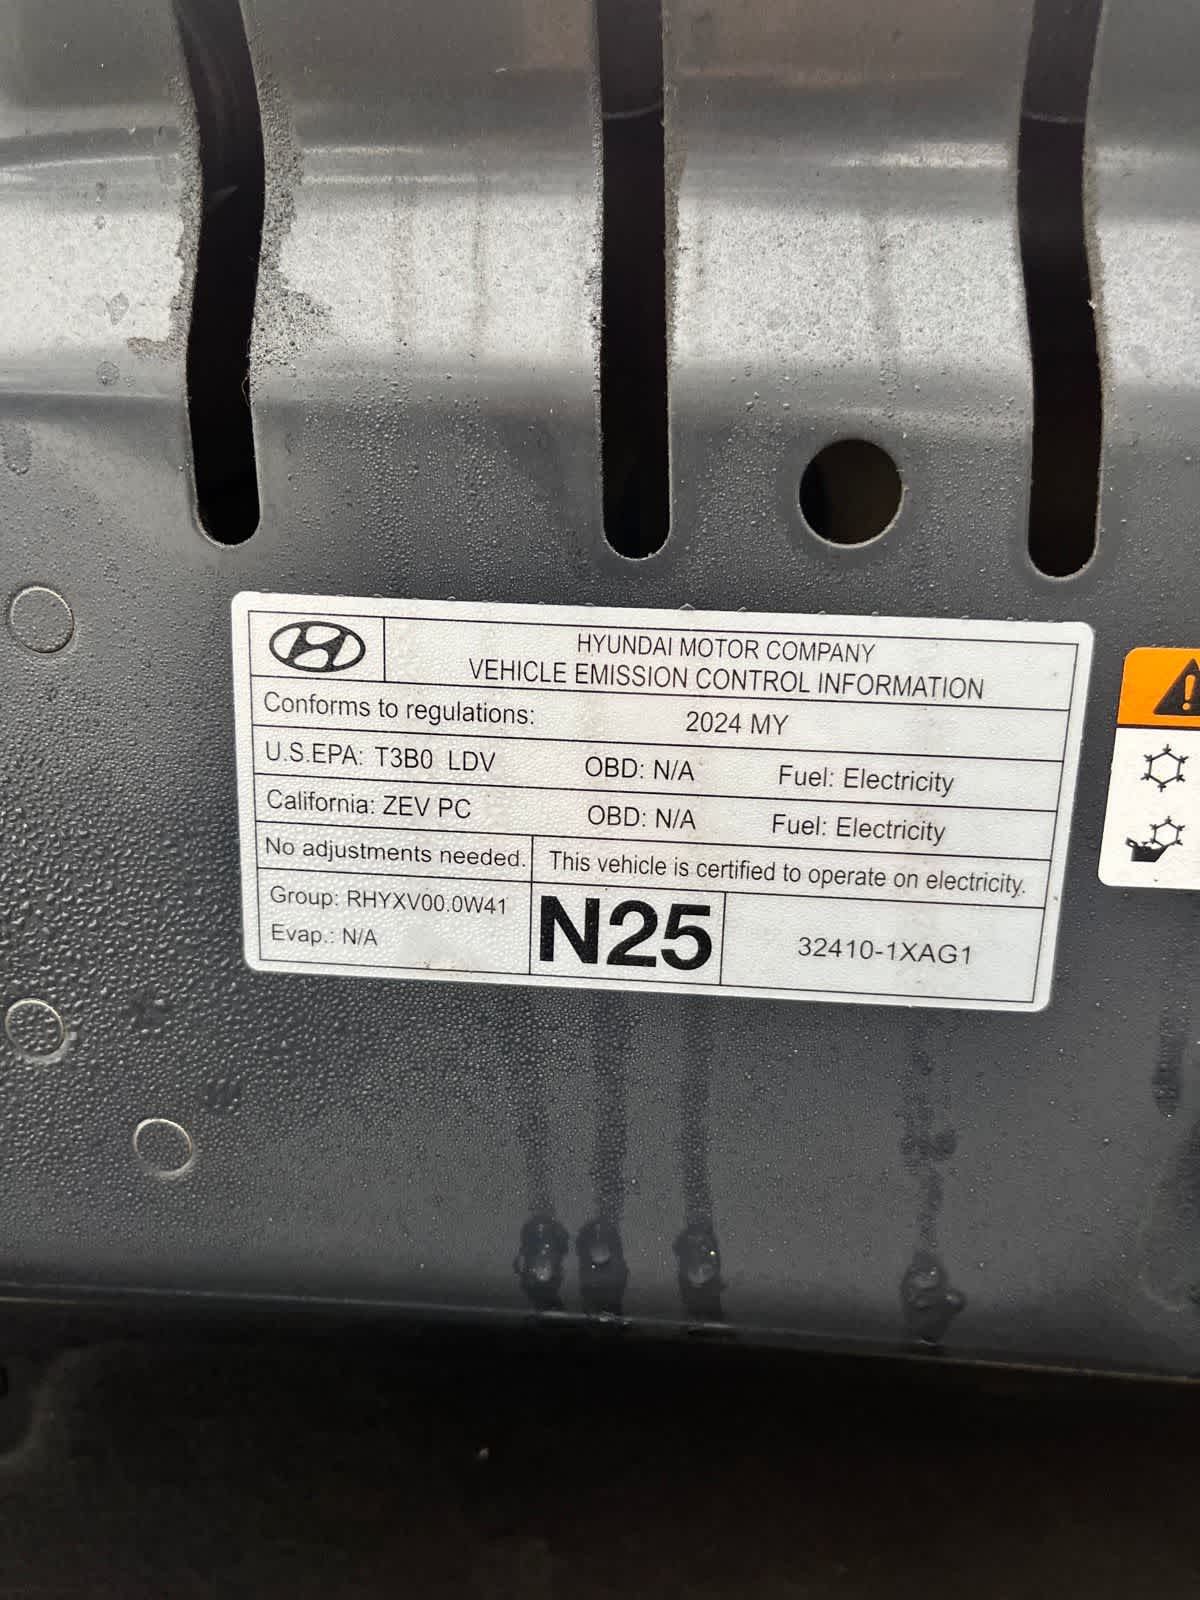 HYUNDAI MOTOR COMPANY
VEHICLE EMISSION CONTROL INFORMATION
Conforms to regulations: 2024 MY
U.S.EPA: T3B0 LDV OBD: N/A Fuel: Electricity
California: ZEV PC OBD: N/A Fuel: Electricity
No adjustments needed. This vehicle is certified to operate on electricity.
Group: RHYXV00.0W41
Evap.: N/A
N25
32410-1XAG1